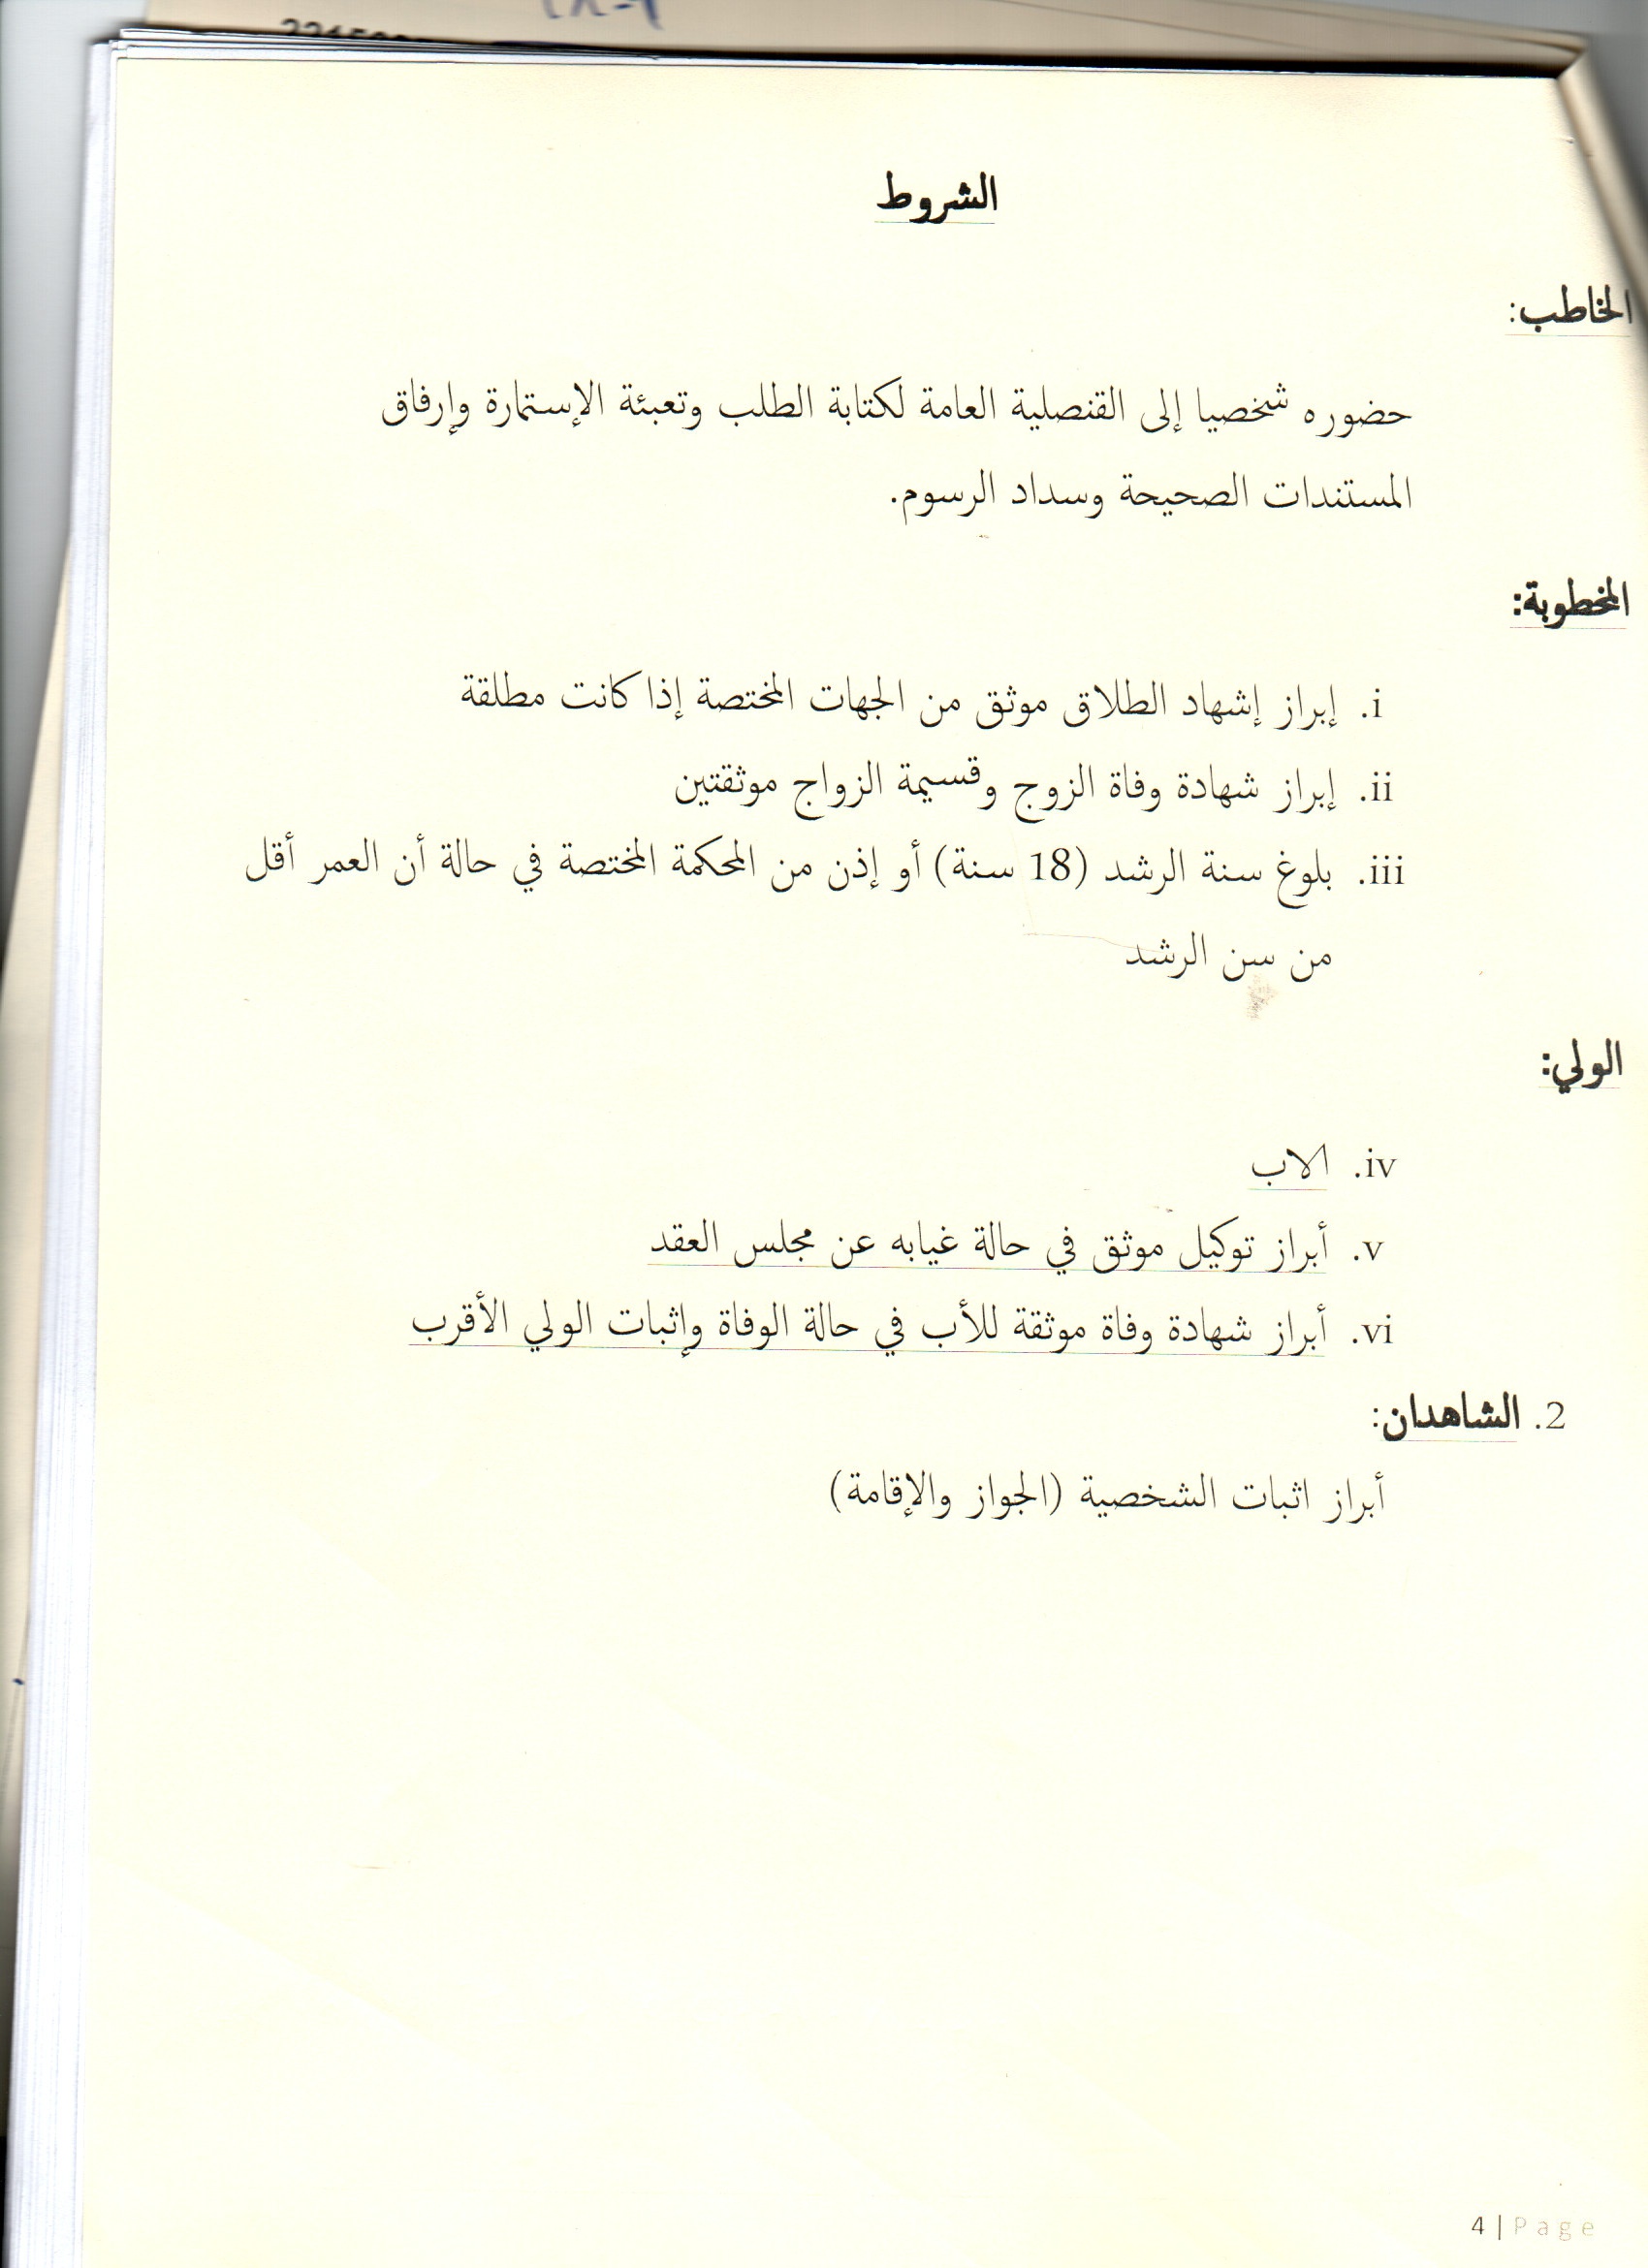 الشروط
الخاطب:
حضوره شخصيا إلى القنصلية العامة لكتابة الطلب وتعبئة الإستمارة وإرفاق
المستندات الصحيحة وسداد الرسوم.
المخطوبة:
i. إبراز إشهاد الطلاق موثق من الجهات المختصة إذا كانت مطلقة
ii. إبراز شهادة وفاة الزوج وقسيمة الزواج موثقتين
iii. بلوغ سنة الرشد (18 سنة) أو إذن من المحكمة المختصة في حالة أن العمر أقل
من سن الرشد
الولي:
iv. الاب
v. أبراز توكيل موثق في حالة غيابه عن مجلس العقد
vi. أبراز شهادة وفاة موثقة للأب في حالة الوفاة وإثبات الولي الأقرب
2. الشاهدان:
أبراز اثبات الشخصية (الجواز والإقامة)
4 | Page